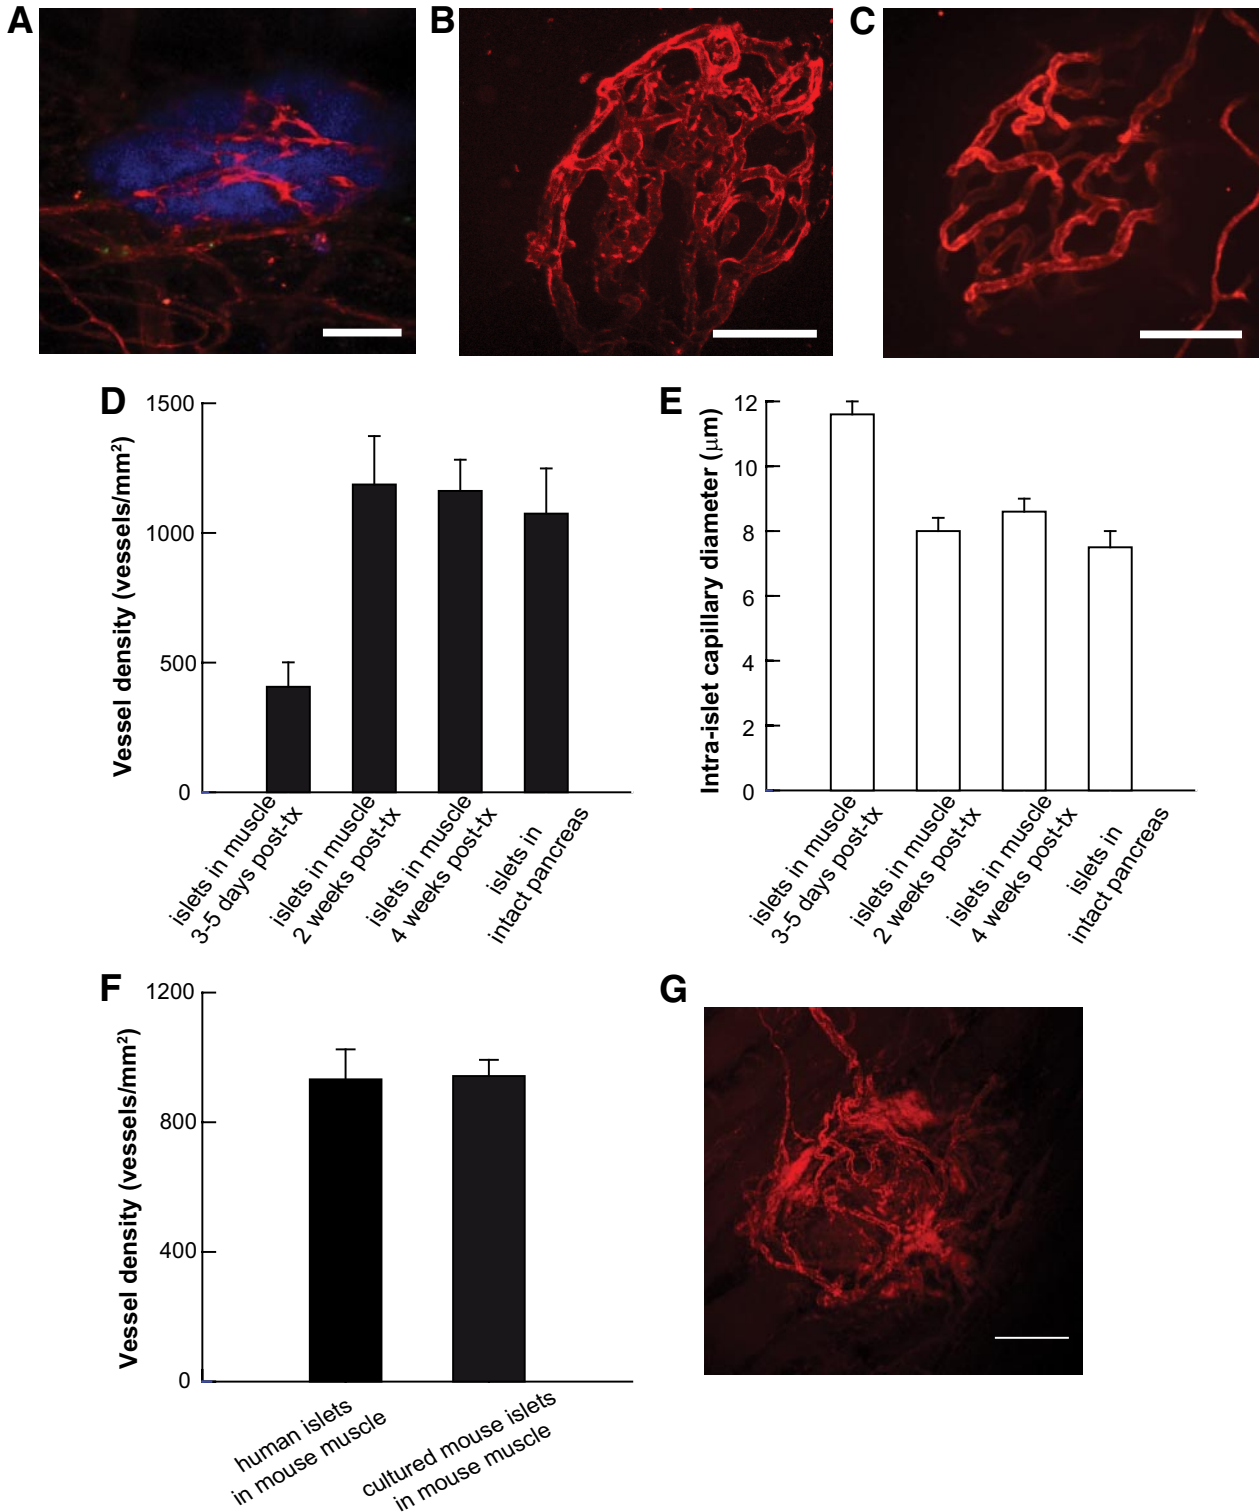 A
B
C
D
Vessel density (vessels/mm²)
1500
1000
500
0
islets in muscle
3-5 days post-tx
islets in muscle
2 weeks post-tx
islets in muscle
4 weeks post-tx
islets in
intact pancreas
E
Intra-islet capillary diameter (μm)
12
10
8
6
4
2
0
islets in muscle
3-5 days post-tx
islets in muscle
2 weeks post-tx
islets in muscle
4 weeks post-tx
islets in
intact pancreas
F
Vessel density (vessels/mm²)
1200
800
400
0
human islets
in mouse muscle
cultured mouse islets
in mouse muscle
G